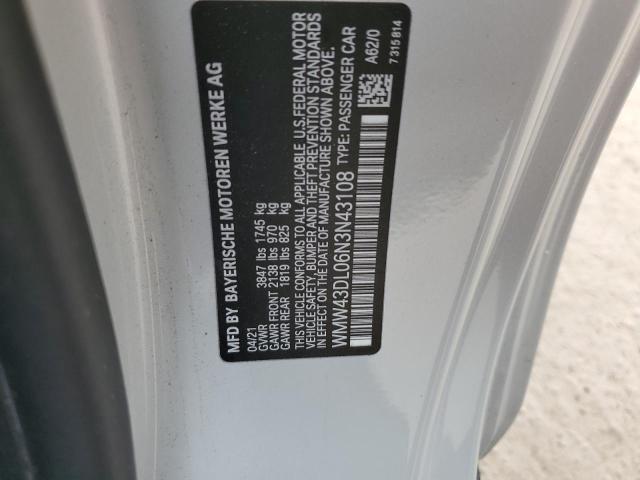 MFD BY BAYERISCHE MOTOREN WERKE AG
04/21
GVWR 3847 lbs 1745 kg
GAWR FRONT 2138 lbs 970 kg
GAWR REAR 1819 lbs 825 kg
THIS VEHICLE CONFORMS TO ALL APPLICABLE U.S. FEDERAL MOTOR
VEHICLE SAFETY, BUMPER AND THEFT PREVENTION STANDARDS
IN EFFECT ON THE DATE OF MANUFACTURE SHOWN ABOVE.
WMW43DL06N3N43108 TYPE: PASSENGER CAR
A62/0
7 315 814